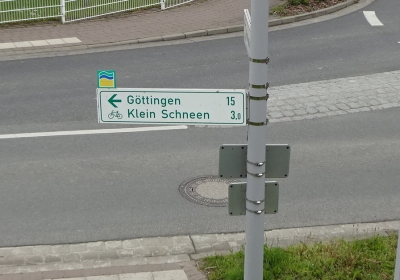 Göttingen 15
Klein Schneen 3,0